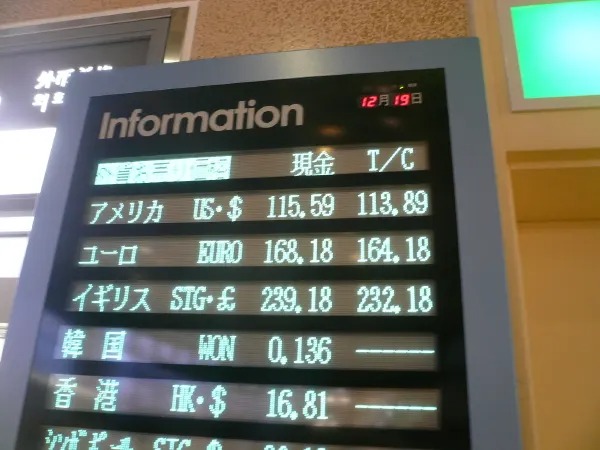 Information
12月19日
現金 T/C
アメリカ US・$ 115.59 113.89
ユーロ EURO 168.18 164.18
イギリス STG・£ 239.18 232.18
韓国 WON 0.136 ------
香港 HK・$ 16.81 ------